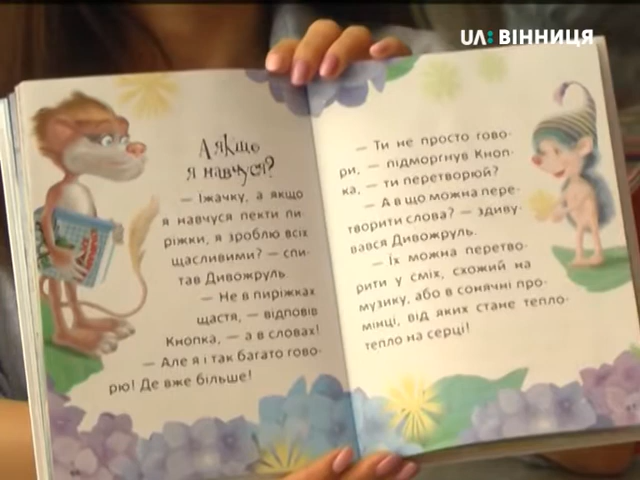 UA: ВІННИЦЯ
А якщо
я навчуся?
— Їжачку, а якщо
я навчуся пекти пи-
ріжки, я зроблю всіх
щасливими? — спи-
тав Дивожруль.
— Не в пиріжках
щастя, — відповів
Кнопка, — а в словах!
— Але я і так багато гово-
рю! Де вже більше!
— Ти не просто гово-
ри, — підморгнув Кноп-
ка, — ти перетворюй?
— А в що можна пере-
творити слова? — здиву-
вався Дивожруль.
— Їх можна перетво-
рити у сміх, схожий на
музику, або в сонячні про-
мінці, від яких стане тепло-
тепло на серці!